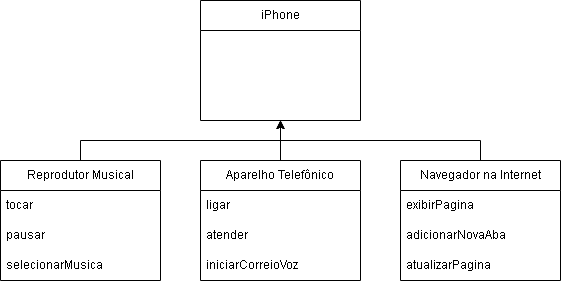 iPhone
Reprodutor Musical
tocar
pausar
selecionarMusica
Aparelho Telefônico
ligar
atender
iniciarCorreioVoz
Navegador na Internet
exibirPagina
adicionarNovaAba
atualizarPagina